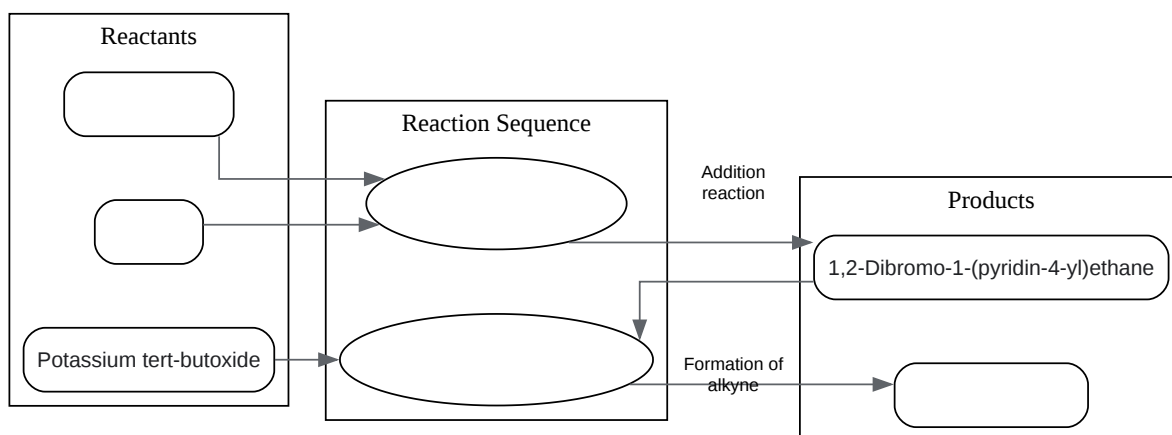 Reactants
Reaction Sequence
Addition
reaction
Products
1,2-Dibromo-1-(pyridin-4-yl)ethane
Potassium tert-butoxide
Formation of
alkyne